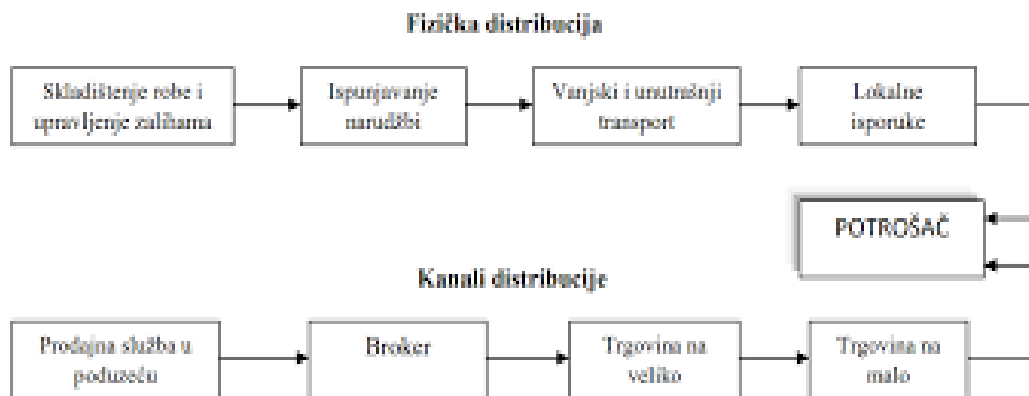 Fizička distribucija
Skladištenje robe i
upravljenje zalihama
Ispunjavanje
narudžbi
Vanjski i unutrašnji
transport
Lokalne
isporuke
POTROŠAČ
Kanali distribucije
Prodajna služba u
poduzeću
Broker
Trgovina na
veliko
Trgovina na
malo